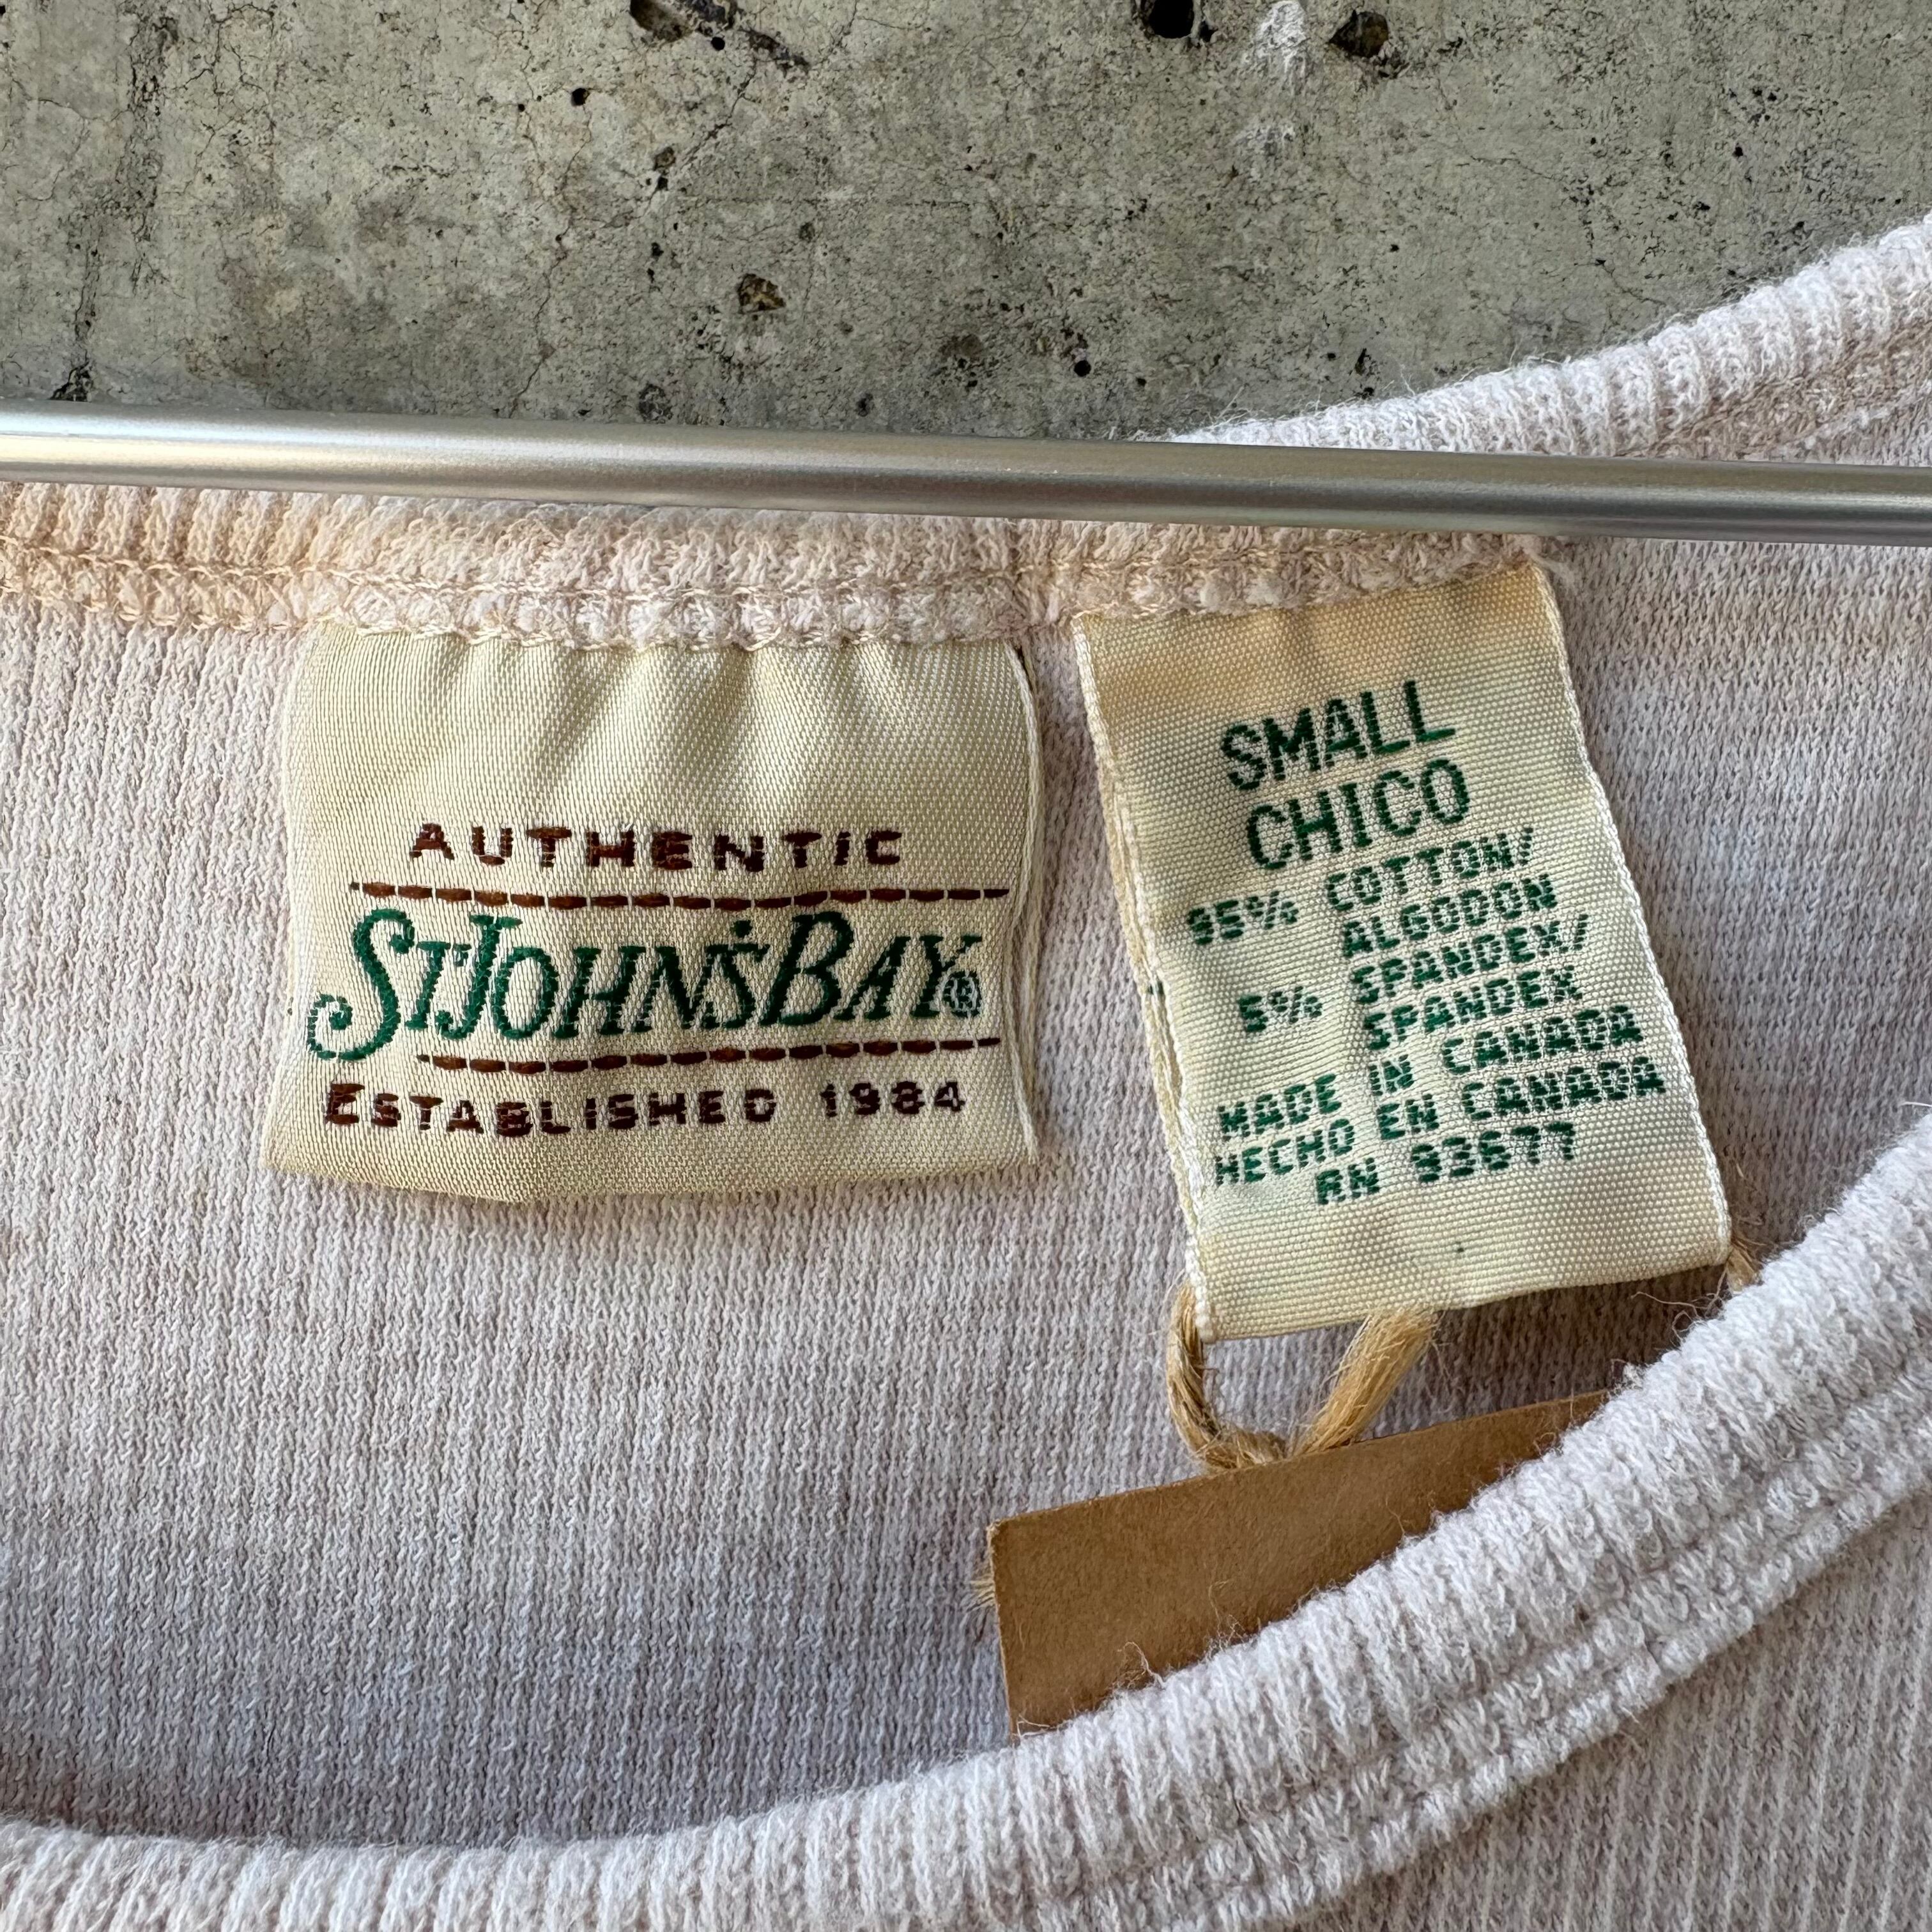 AUTHENTIC
ST JOHN'S BAY®
ESTABLISHED 1984
SMALL
CHICO
95% COTTON/
ALGODON
5% SPANDEX/
SPANDEX
MADE IN CANADA
HECHO EN CANADA
RN 93677